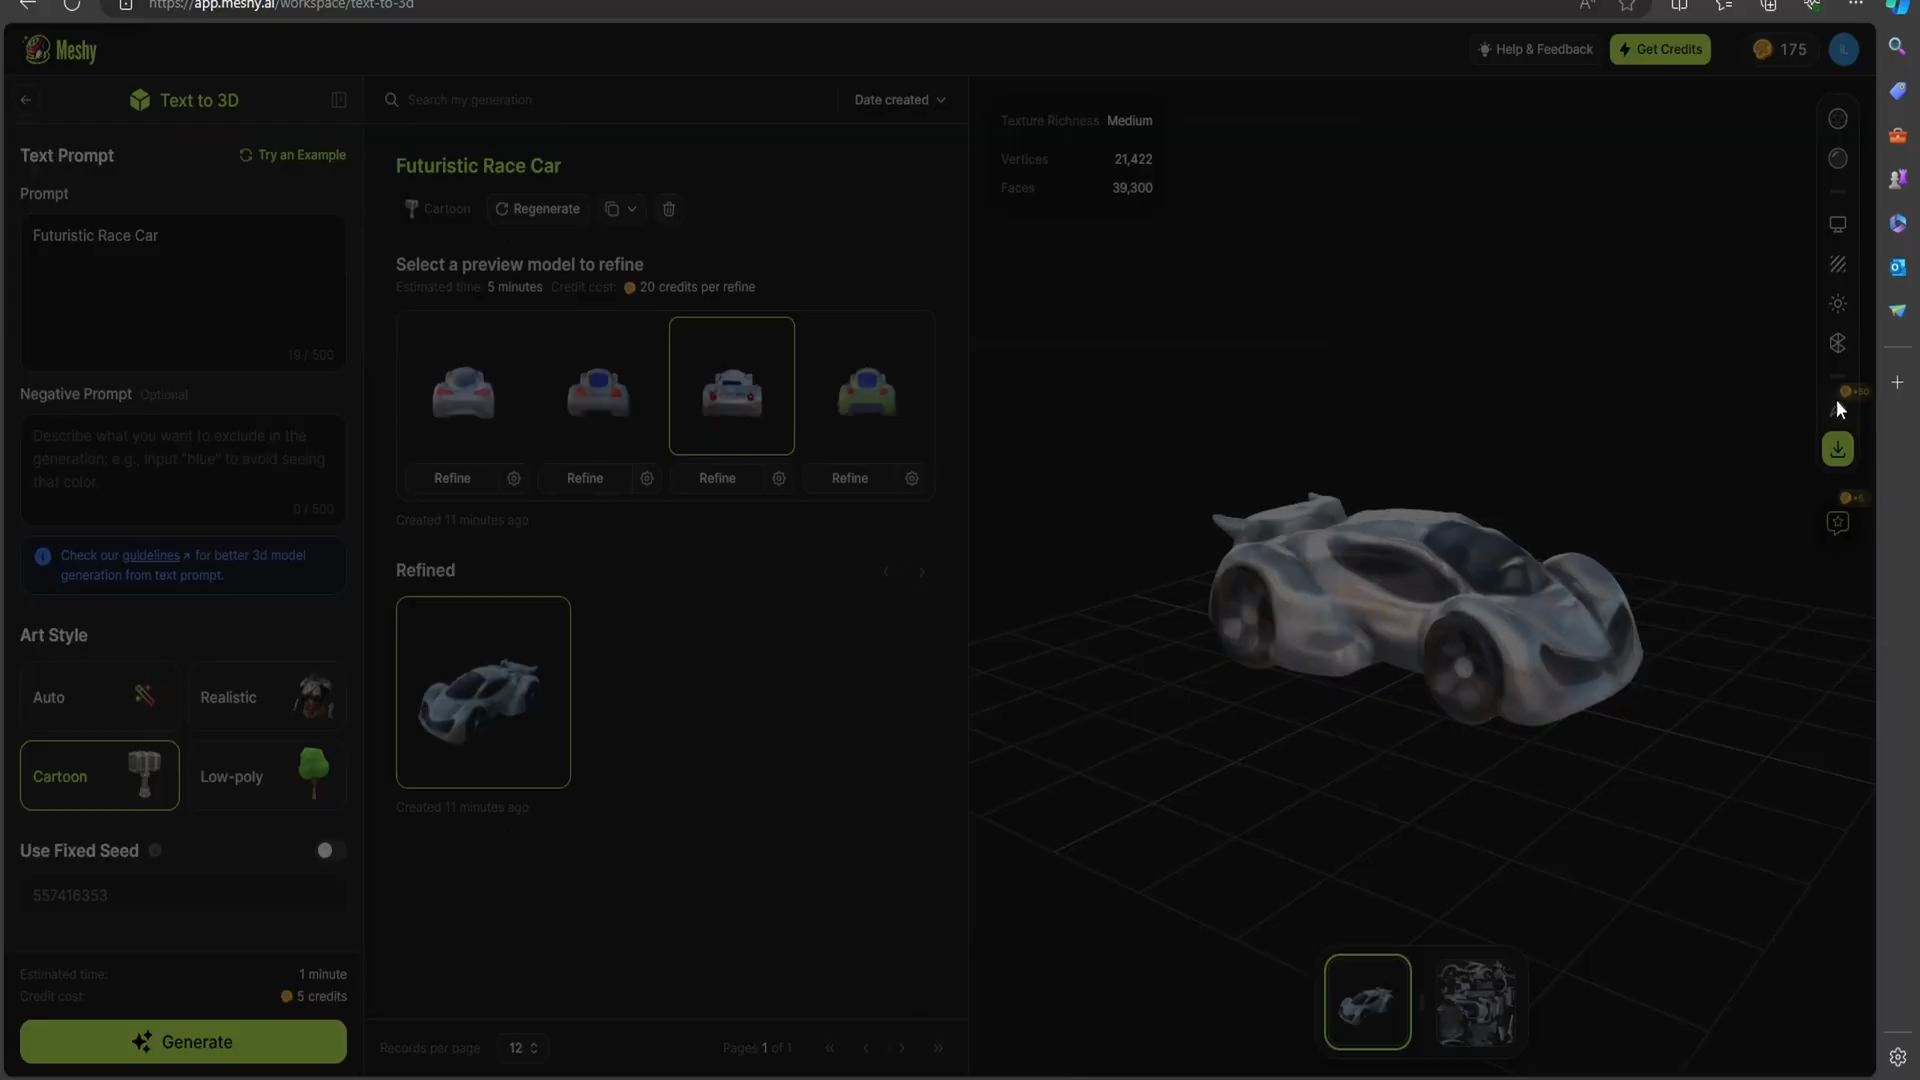 https://app.meshy.ai/workspace/text-to-3d
Meshy
Help & Feedback
Get Credits
175
IL
Text to 3D
Search my generation
Date created
Text Prompt
Try an Example
Prompt
Futuristic Race Car
19 / 500
Negative Prompt Optional
Describe what you want to exclude in the
generation; e.g., input "blue" to avoid seeing
that color.
0 / 500
Check our guidelines for better 3d model
generation from text prompt.
Art Style
Auto
Realistic
Cartoon
Low-poly
Use Fixed Seed
557416353
Estimated time:
1 minute
Credit cost:
5 credits
Generate
Futuristic Race Car
Cartoon
Regenerate
Select a preview model to refine
Estimated time: 5 minutes Credit cost: 20 credits per refine
Refine
Refine
Refine
Refine
Created 11 minutes ago
Refined
Created 11 minutes ago
Records per page
12
Pages 1 of 1
Texture Richness Medium
Vertices 21,422
Faces 39,300
+50
+5